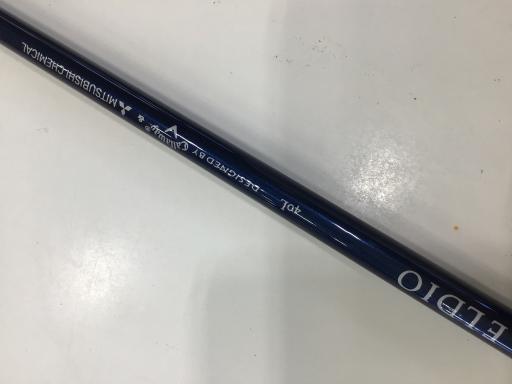 ELDIO
40L
DESIGNED BY Callaway & MITSUBISHI CHEMICAL